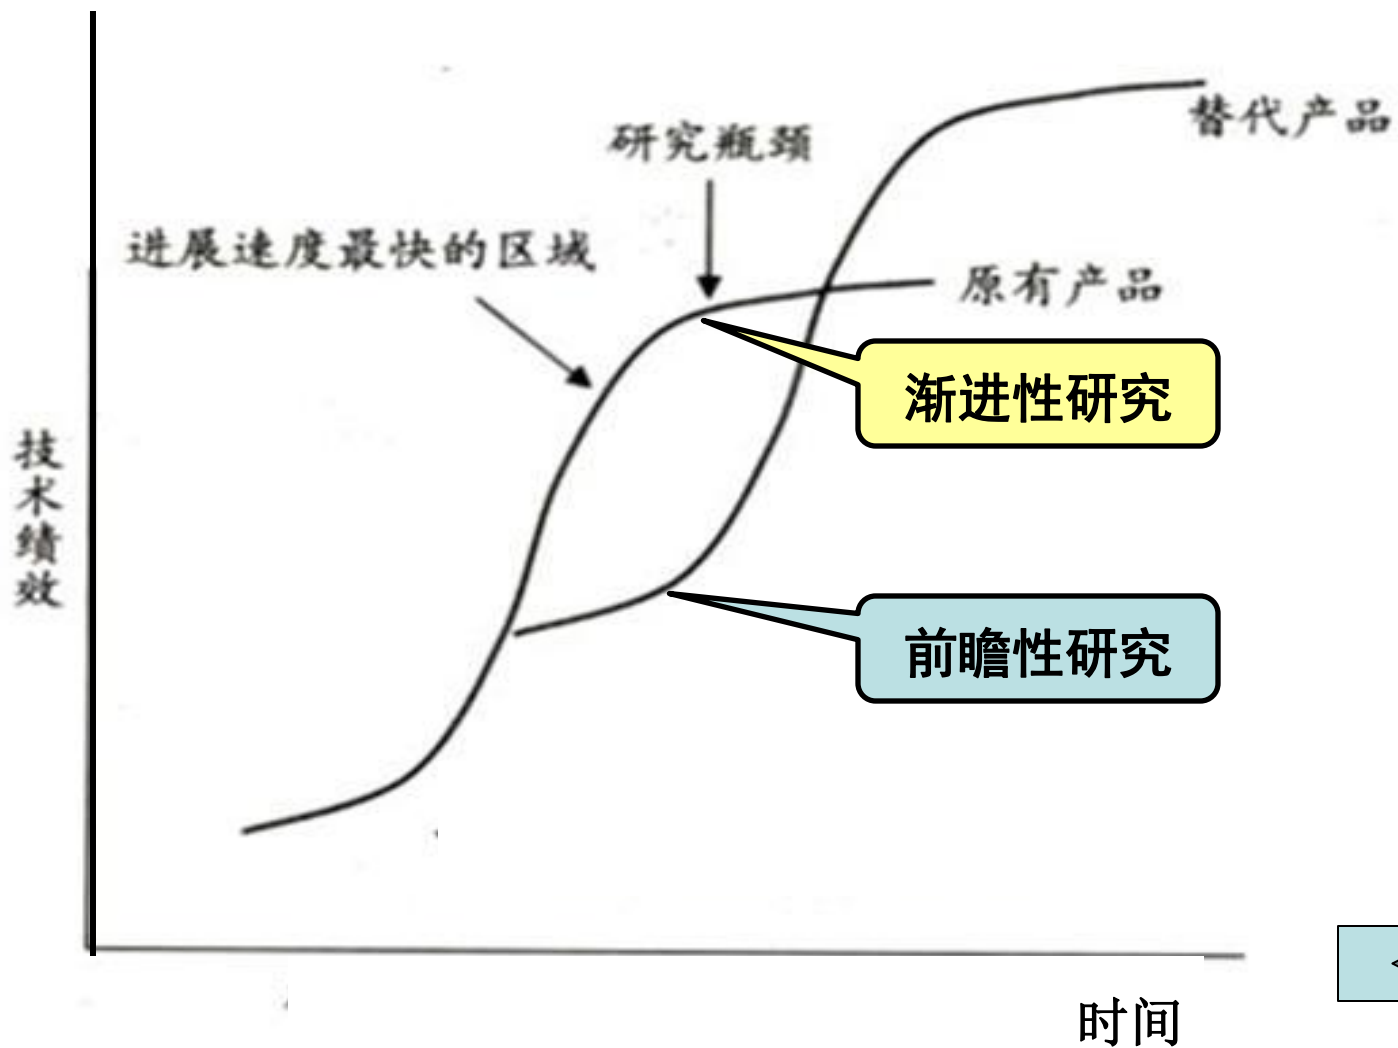 替代产品
研究瓶颈
进展速度最快的区域
原有产品
渐进性研究
技术绩效
前瞻性研究
时间